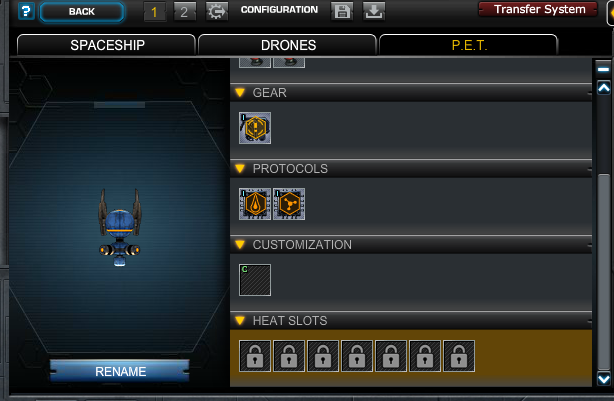 ? BACK 1 2 CONFIGURATION Transfer System
SPACESHIP DRONES P.E.T.
GEAR
I
PROTOCOLS
I I
CUSTOMIZATION
C
HEAT SLOTS
RENAME